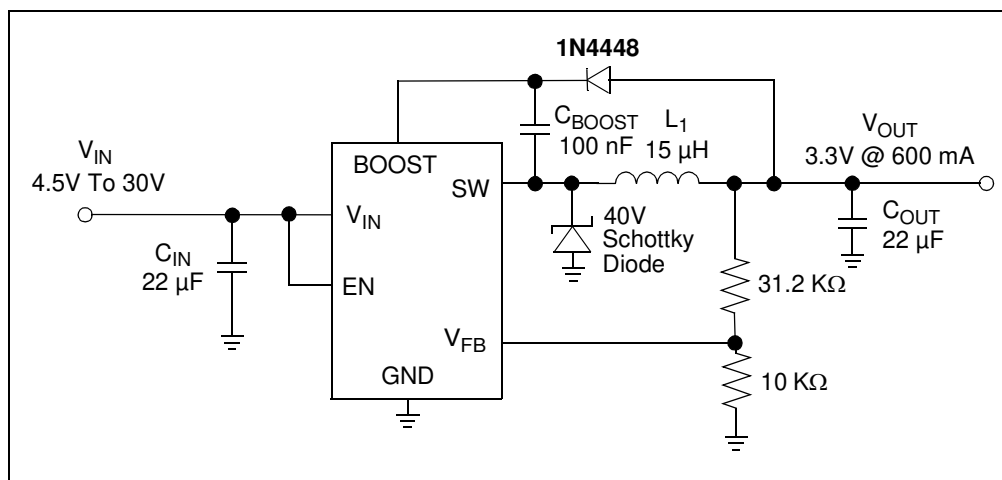 1N4448
C_BOOST
100 nF
L_1
15 µH
V_OUT
3.3V @ 600 mA
V_IN
4.5V To 30V
BOOST
SW
V_IN
C_IN
22 µF
40V
Schottky
Diode
C_OUT
22 µF
EN
31.2 KΩ
V_FB
GND
10 KΩ